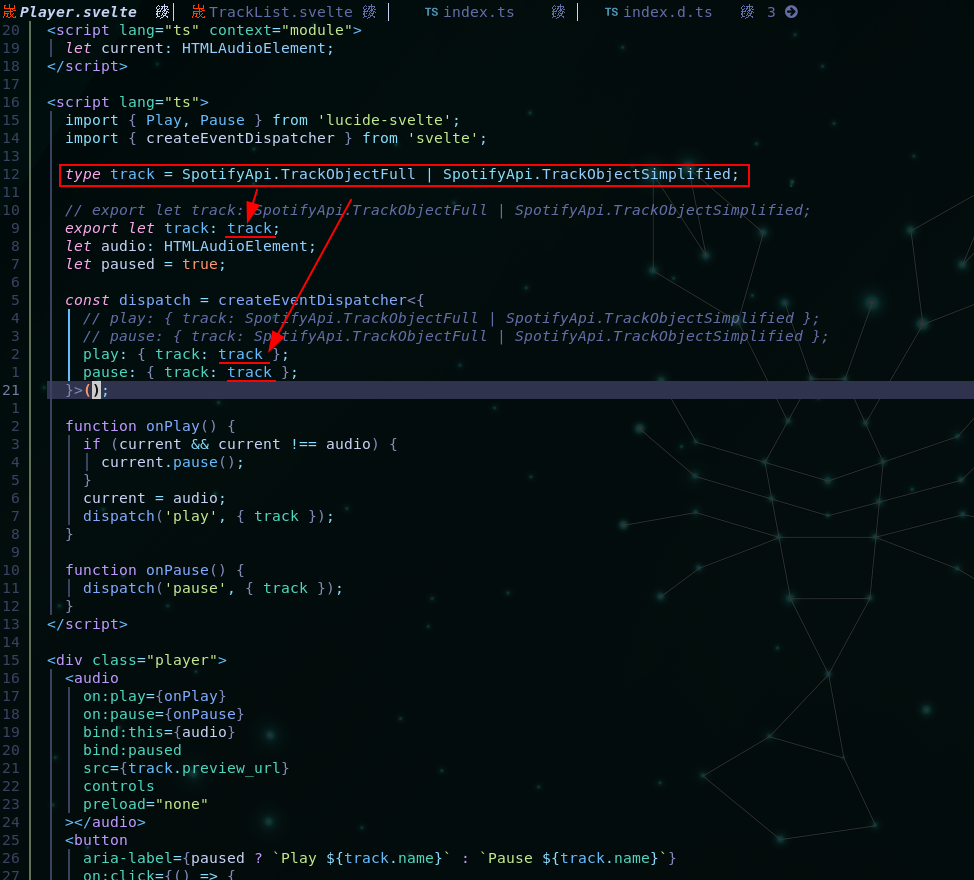 Player.svelte TrackList.svelte TS index.ts TS index.d.ts 3
20 <script lang="ts" context="module">
19 let current: HTMLAudioElement;
18 </script>
17
16 <script lang="ts">
15 import { Play, Pause } from 'lucide-svelte';
14 import { createEventDispatcher } from 'svelte';
13
12 type track = SpotifyApi.TrackObjectFull | SpotifyApi.TrackObjectSimplified;
11
10 // export let track: SpotifyApi.TrackObjectFull | SpotifyApi.TrackObjectSimplified;
9 export let track: track;
8 let audio: HTMLAudioElement;
7 let paused = true;
6
5 const dispatch = createEventDispatcher<{
4 // play: { track: SpotifyApi.TrackObjectFull | SpotifyApi.TrackObjectSimplified };
3 // pause: { track: SpotifyApi.TrackObjectFull | SpotifyApi.TrackObjectSimplified };
2 play: { track: track };
1 pause: { track: track };
21 }>();
1
2 function onPlay() {
3 if (current && current !== audio) {
4 current.pause();
5 }
6 current = audio;
7 dispatch('play', { track });
8 }
9
10 function onPause() {
11 dispatch('pause', { track });
12 }
13 </script>
14
15 <div class="player">
16 <audio
17 on:play={onPlay}
18 on:pause={onPause}
19 bind:this={audio}
20 bind:paused
21 src={track.preview_url}
22 controls
23 preload="none"
24 ></audio>
25 <button
26 aria-label={paused ? `Play ${track.name}` : `Pause ${track.name}`}
27 on:click={() => {